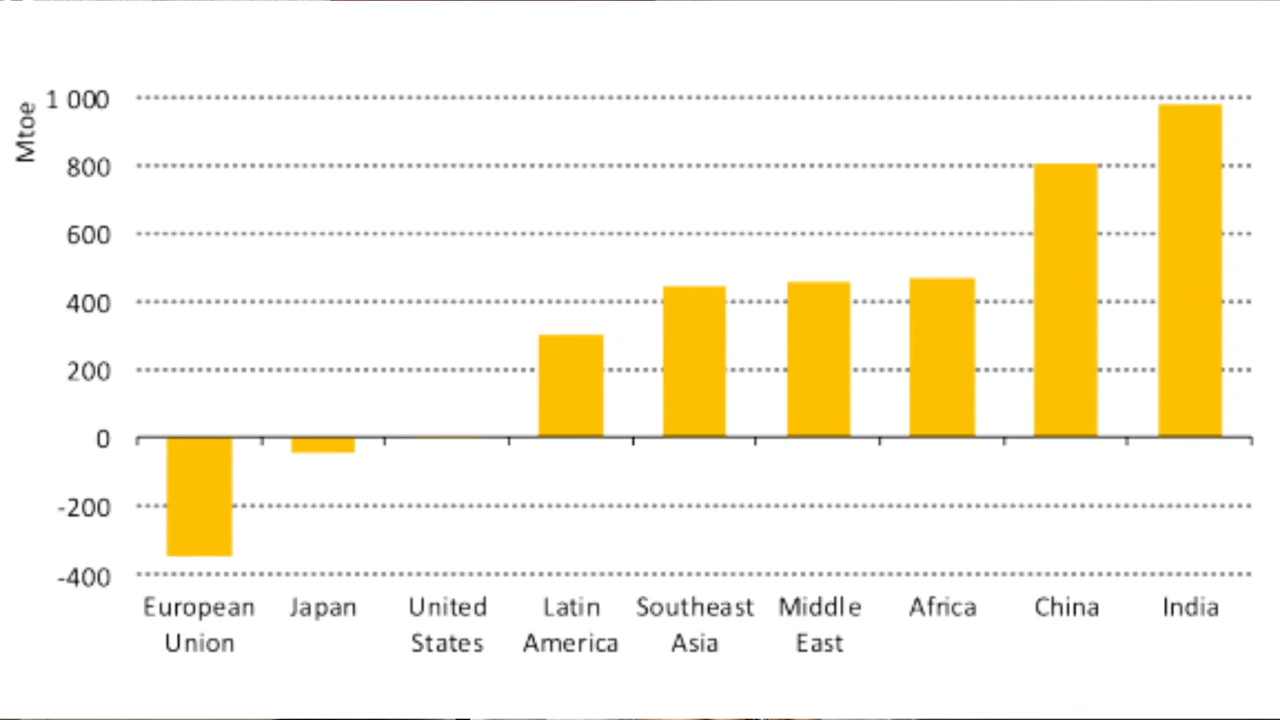 Mtoe
1 000
800
600
400
200
0
-200
-400
European Union
Japan
United States
Latin America
Southeast Asia
Middle East
Africa
China
India